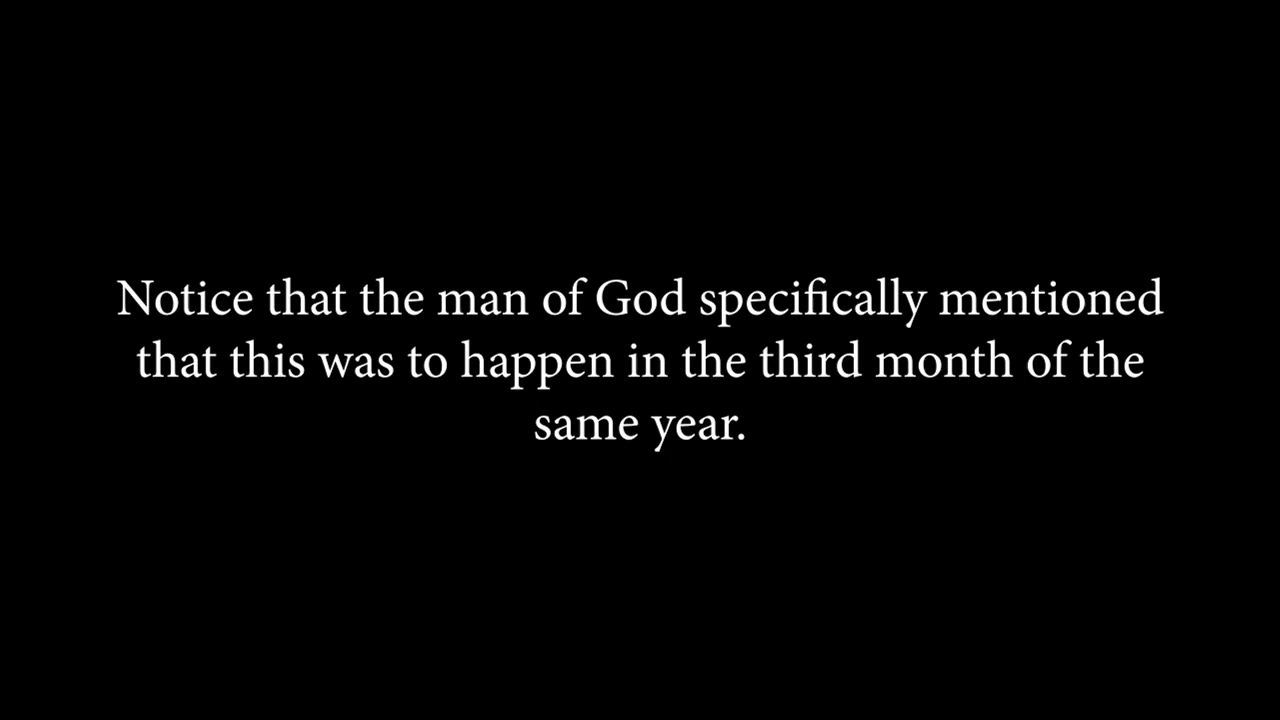 Notice that the man of God specifically mentioned
that this was to happen in the third month of the
same year.